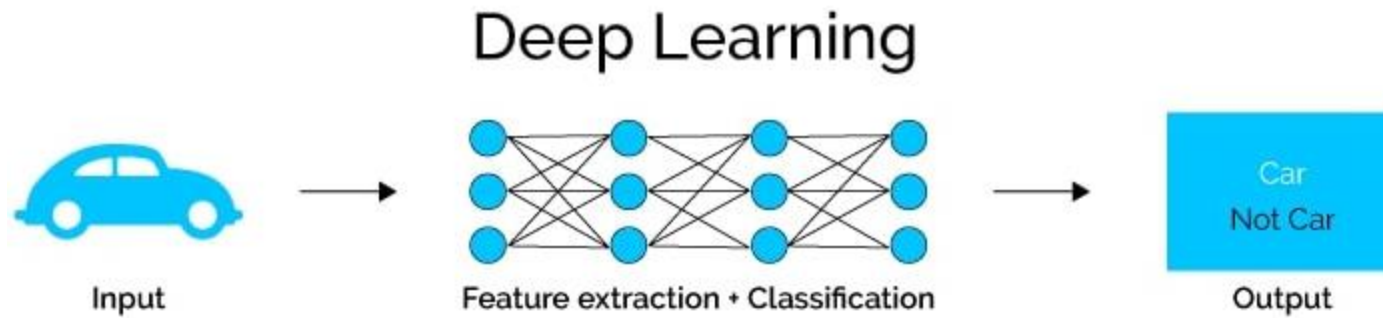 Deep Learning
Car
Not Car
Input
Feature extraction + Classification
Output